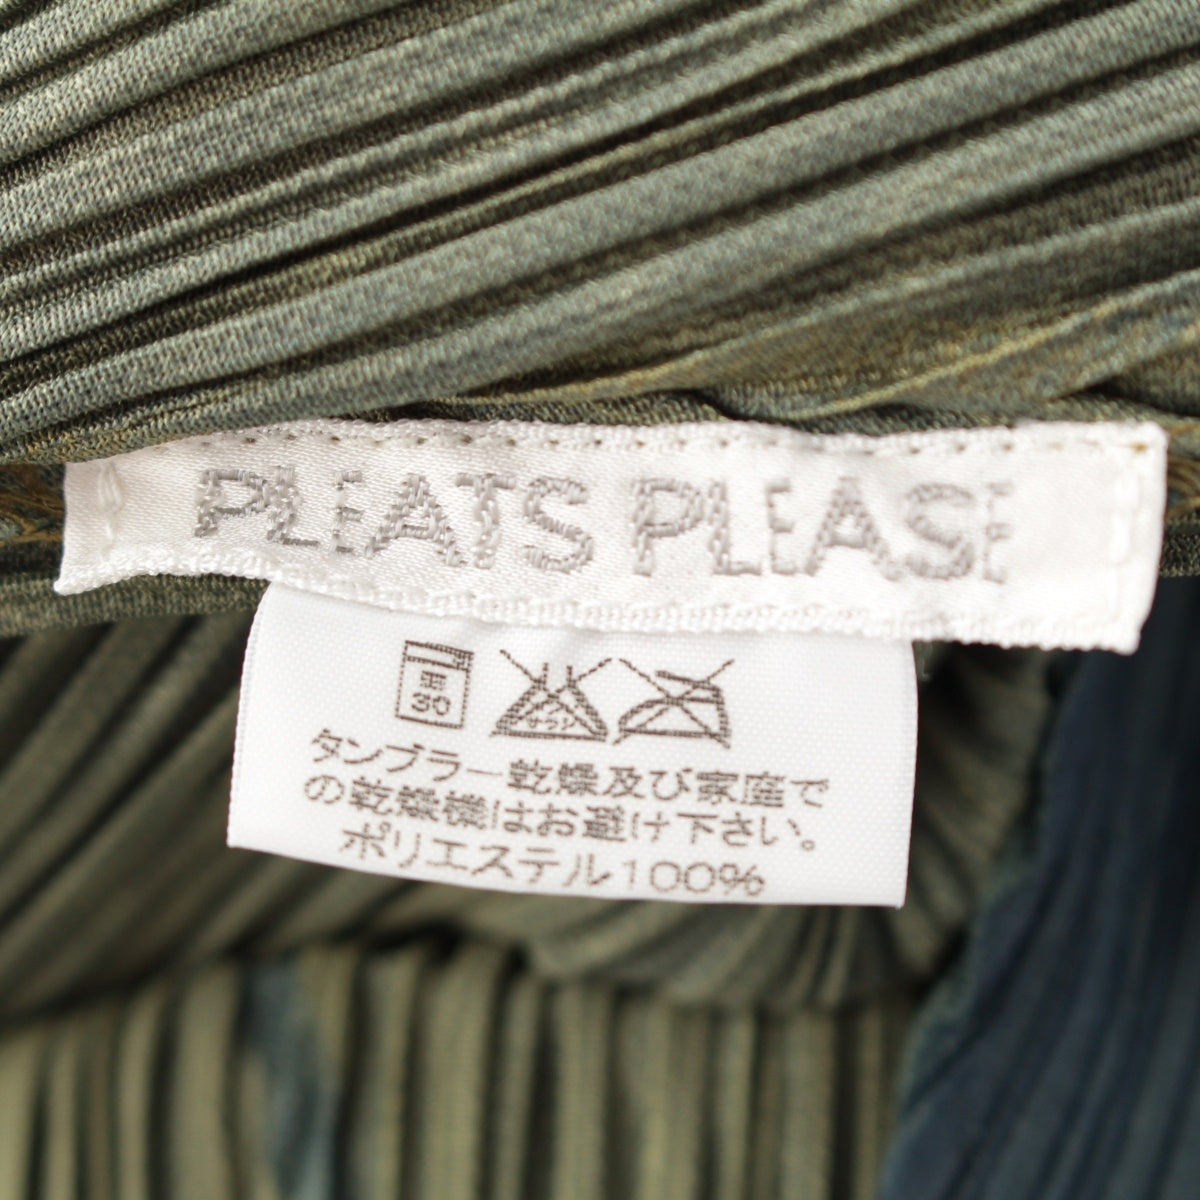 PLEATS PLEASE
30
タンブラー乾燥及び家庭で
の乾燥機はお避け下さい。
ポリエステル100%